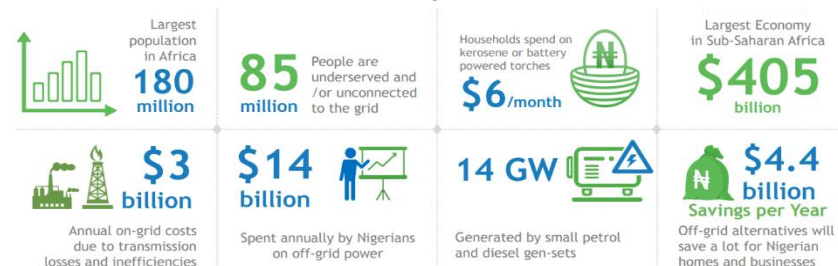 Largest
population
in Africa
180
million
85
million
People are
underserved and
/or unconnected
to the grid
Households spend on
kerosene or battery
powered torches
$6/month
₦
Largest Economy
in Sub-Saharan Africa
$405
billion
$3
billion
Annual on-grid costs
due to transmission
losses and inefficiencies
$14
billion
Spent annually by Nigerians
on off-grid power
14 GW
Generated by small petrol
and diesel gen-sets
₦
$4.4
billion
Savings per Year
Off-grid alternatives will
save a lot for Nigerian
homes and businesses